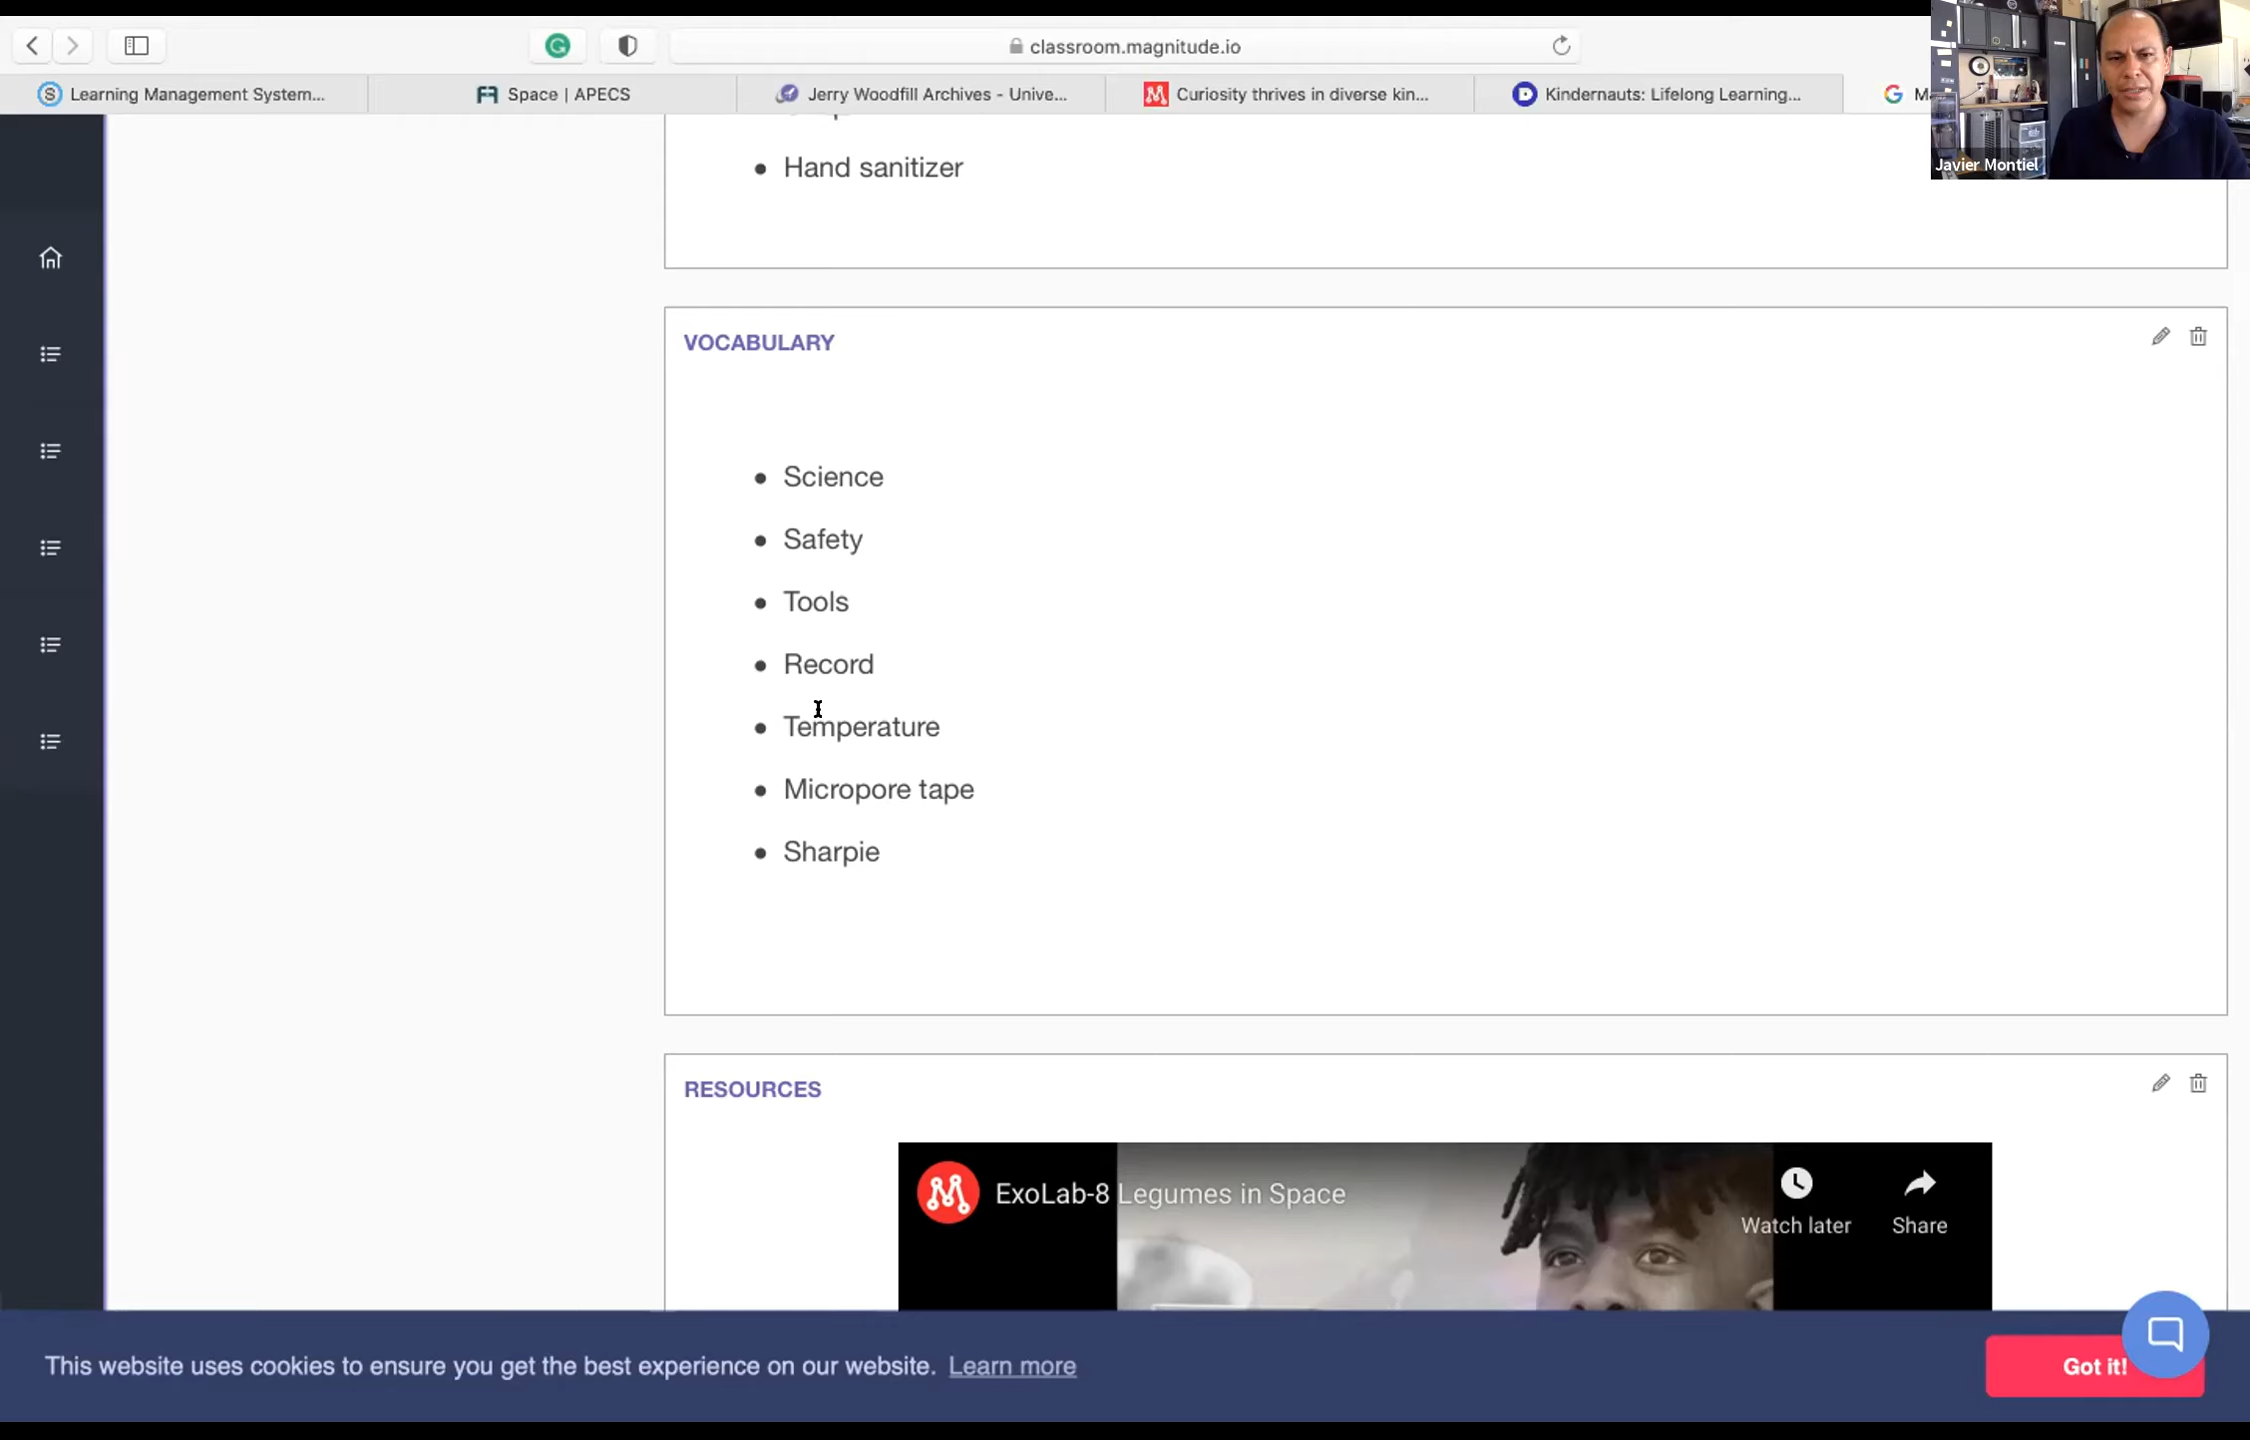 classroom.magnitude.io
Learning Management System...
Space | APECS
Jerry Woodfill Archives - Unive...
Curiosity thrives in diverse kin...
Kindernauts: Lifelong Learning...
Javier Montiel
Hand sanitizer
VOCABULARY
Science
Safety
Tools
Record
Temperature
Micropore tape
Sharpie
RESOURCES
ExoLab-8 Legumes in Space
Watch later
Share
This website uses cookies to ensure you get the best experience on our website. Learn more
Got it!